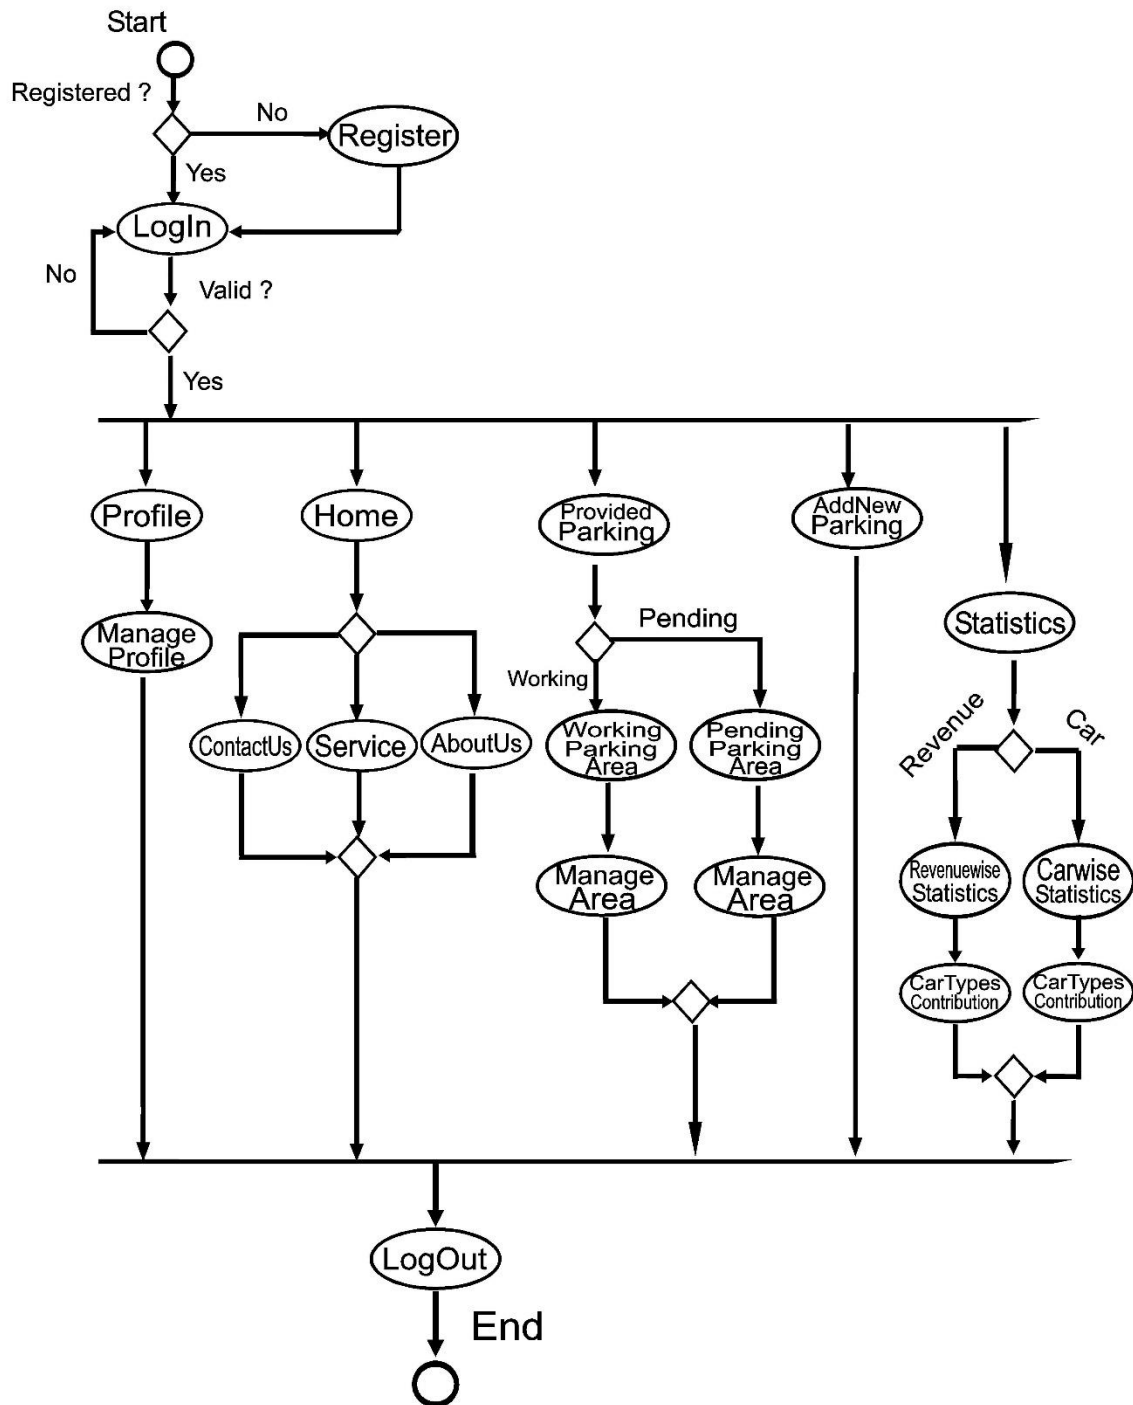 Start
Registered ?
No
Register
Yes
LogIn
No
Valid ?
Yes
Profile
Home
Provided
Parking
AddNew
Parking
Manage
Profile
Pending
Statistics
Working
ContactUs
Service
AboutUs
Working
Parking
Area
Pending
Parking
Area
Revenue
Car
Manage
Area
Manage
Area
Revenuewise
Statistics
Carwise
Statistics
CarTypes
Contribution
CarTypes
Contribution
LogOut
End